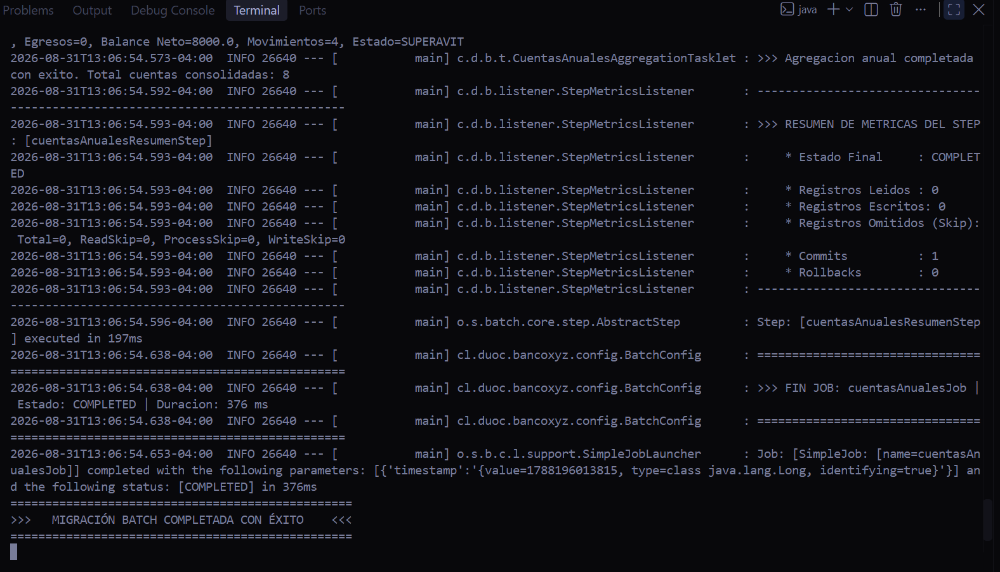 Problems Output Debug Console Terminal Ports java
, Egresos=0, Balance Neto=8000.0, Movimientos=4, Estado=SUPERAVIT
2026-08-31T13:06:54.573-04:00  INFO 26640 --- [           main] c.d.b.t.CuentasAnualesAggregationTasklet : >>> Agregacion anual completada
con exito. Total cuentas consolidadas: 8
2026-08-31T13:06:54.592-04:00  INFO 26640 --- [           main] c.d.b.listener.StepMetricsListener       : --------------------------------
------------------------------------------------
2026-08-31T13:06:54.593-04:00  INFO 26640 --- [           main] c.d.b.listener.StepMetricsListener       : >>> RESUMEN DE METRICAS DEL STEP
: [cuentasAnualesResumenStep]
2026-08-31T13:06:54.593-04:00  INFO 26640 --- [           main] c.d.b.listener.StepMetricsListener       :     * Estado Final     : COMPLET
ED
2026-08-31T13:06:54.593-04:00  INFO 26640 --- [           main] c.d.b.listener.StepMetricsListener       :     * Registros Leidos : 0
2026-08-31T13:06:54.593-04:00  INFO 26640 --- [           main] c.d.b.listener.StepMetricsListener       :     * Registros Escritos: 0
2026-08-31T13:06:54.593-04:00  INFO 26640 --- [           main] c.d.b.listener.StepMetricsListener       :     * Registros Omitidos (Skip):
 Total=0, ReadSkip=0, ProcessSkip=0, WriteSkip=0
2026-08-31T13:06:54.593-04:00  INFO 26640 --- [           main] c.d.b.listener.StepMetricsListener       :     * Commits          : 1
2026-08-31T13:06:54.593-04:00  INFO 26640 --- [           main] c.d.b.listener.StepMetricsListener       :     * Rollbacks        : 0
2026-08-31T13:06:54.593-04:00  INFO 26640 --- [           main] c.d.b.listener.StepMetricsListener       : --------------------------------
------------------------------------------------
2026-08-31T13:06:54.596-04:00  INFO 26640 --- [           main] o.s.batch.core.step.AbstractStep         : Step: [cuentasAnualesResumenStep
] executed in 197ms
2026-08-31T13:06:54.638-04:00  INFO 26640 --- [           main] cl.duoc.bancoxyz.config.BatchConfig      : ================================
================================================
2026-08-31T13:06:54.638-04:00  INFO 26640 --- [           main] cl.duoc.bancoxyz.config.BatchConfig      : >>> FIN JOB: cuentasAnualesJob |
 Estado: COMPLETED | Duracion: 376 ms
2026-08-31T13:06:54.638-04:00  INFO 26640 --- [           main] cl.duoc.bancoxyz.config.BatchConfig      : ================================
================================================
2026-08-31T13:06:54.653-04:00  INFO 26640 --- [           main] o.s.b.c.l.support.SimpleJobLauncher      : Job: [SimpleJob: [name=cuentasAn
ualesJob]] completed with the following parameters: [{'timestamp':'{value=1788196013815, type=class java.lang.Long, identifying=true}'}] an
d the following status: [COMPLETED] in 376ms
=================================================
>>>   MIGRACIÓN BATCH COMPLETADA CON ÉXITO    <<<
=================================================